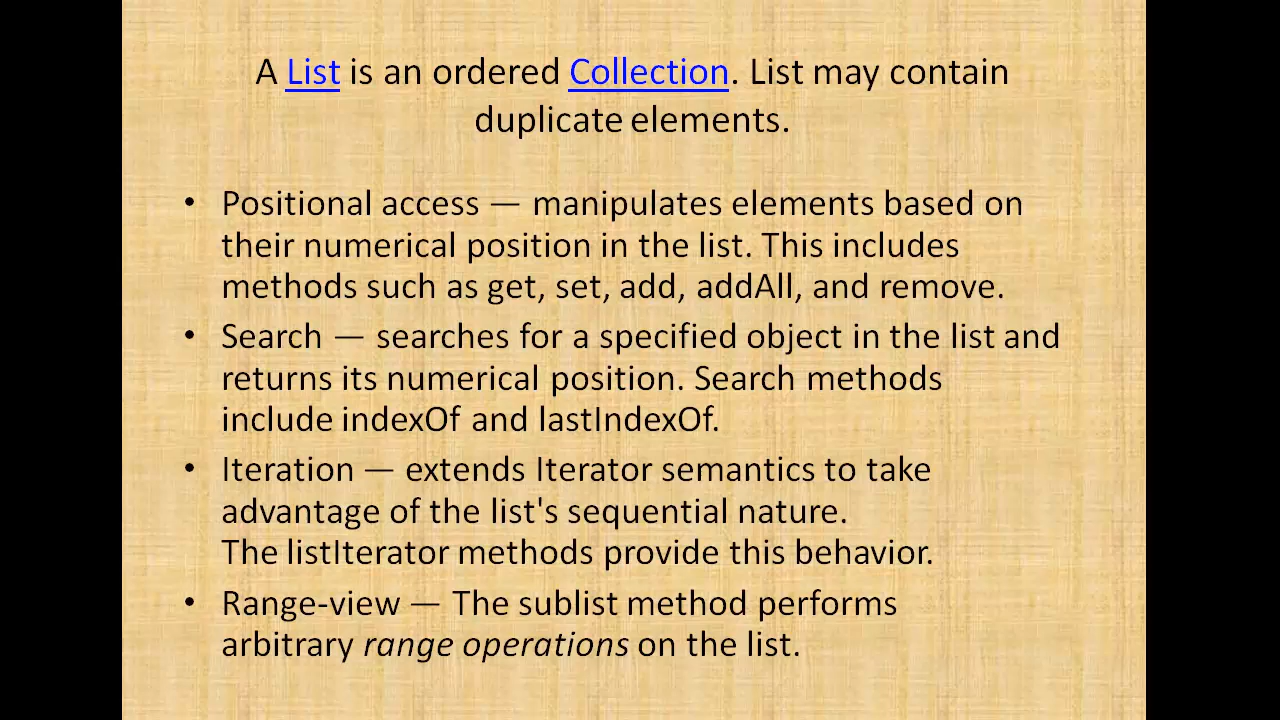 A List is an ordered Collection. List may contain
duplicate elements.
• Positional access — manipulates elements based on
their numerical position in the list. This includes
methods such as get, set, add, addAll, and remove.
• Search — searches for a specified object in the list and
returns its numerical position. Search methods
include indexOf and lastIndexOf.
• Iteration — extends Iterator semantics to take
advantage of the list's sequential nature.
The listIterator methods provide this behavior.
• Range-view — The sublist method performs
arbitrary range operations on the list.